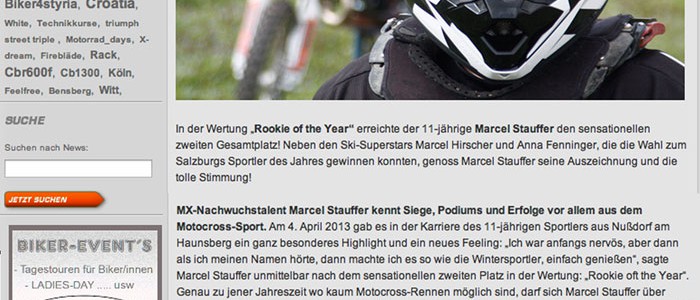 Biker4styria, Croatia,
White, Technikkurse, triumph
street triple , Motorrad_days, X-
dream, Fireblade, Rack,
Cbr600f, Cb1300, Köln,
Feelfree, Bensberg, Witt,
SUCHE
Suchen nach News:
JETZT SUCHEN
BIKER-EVENT´S
- Tagestouren für Biker/innen
- LADIES-DAY ..... usw
In der Wertung „Rookie of the Year“ erreichte der 11-jährige Marcel Stauffer den sensationellen
zweiten Gesamtplatz! Neben den Ski-Superstars Marcel Hirscher und Anna Fenninger, die die Wahl zum
Salzburgs Sportler des Jahres gewinnen konnten, genoss Marcel Stauffer seine Auszeichnung und die
tolle Stimmung!
MX-Nachwuchstalent Marcel Stauffer kennt Siege, Podiums und Erfolge vor allem aus dem
Motocross-Sport. Am 4. April 2013 gab es in der Karriere des 11-jährigen Sportlers aus Nußdorf am
Haunsberg ein ganz besonderes Highlight und ein neues Feeling: „Ich war anfangs nervös, aber dann
als ich meinen Namen hörte, dann machte ich es so wie die Wintersportler, einfach genießen“, sagte
Marcel Stauffer unmittelbar nach dem sensationellen zweiten Platz in der Wertung: „Rookie oft the Year“.
Genau zu jener Jahreszeit wo kaum Motocross-Rennen möglich sind, darf sich Marcel Stauffer über